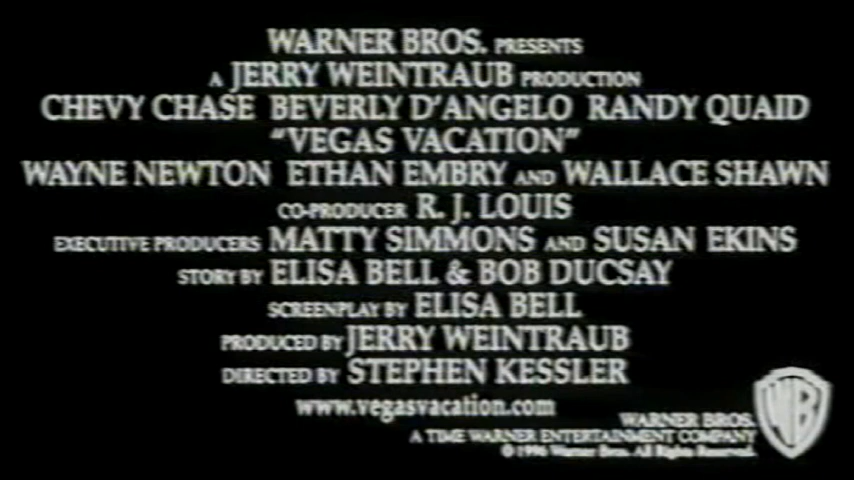 WARNER BROS. PRESENTS
A JERRY WEINTRAUB PRODUCTION
CHEVY CHASE BEVERLY D'ANGELO RANDY QUAID
"VEGAS VACATION"
WAYNE NEWTON ETHAN EMBRY AND WALLACE SHAWN
CO-PRODUCER R. J. LOUIS
EXECUTIVE PRODUCERS MATTY SIMMONS AND SUSAN EKINS
STORY BY ELISA BELL & BOB DUCSAY
SCREENPLAY BY ELISA BELL
PRODUCED BY JERRY WEINTRAUB
DIRECTED BY STEPHEN KESSLER
www.vegasvacation.com
WB
WARNER BROS.
A TIME WARNER ENTERTAINMENT COMPANY
© 1996 Warner Bros. All Rights Reserved.